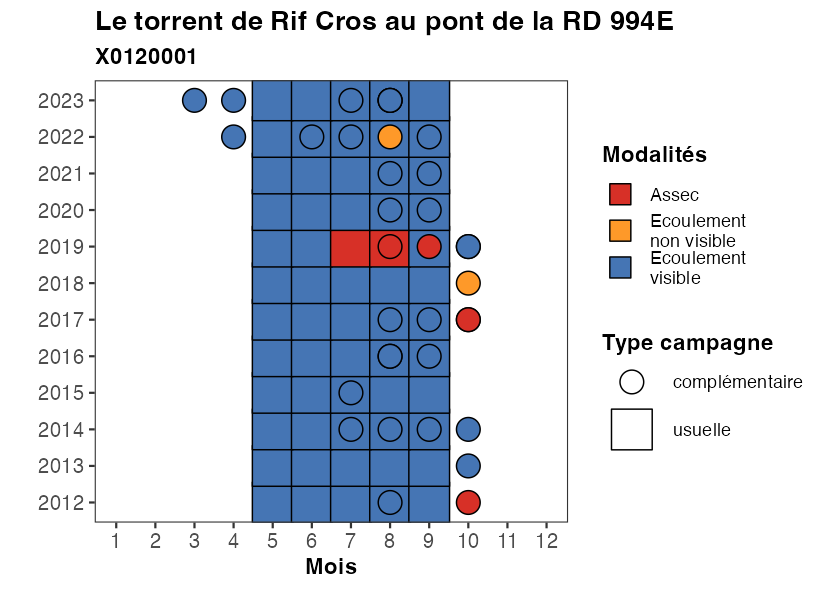 Le torrent de Rif Cros au pont de la RD 994E
X0120001
2023
2022
2021
2020
2019
2018
2017
2016
2015
2014
2013
2012
1 2 3 4 5 6 7 8 9 10 11 12
Mois
Modalités
Assec
Ecoulement
non visible
Ecoulement
visible
Type campagne
complémentaire
usuelle